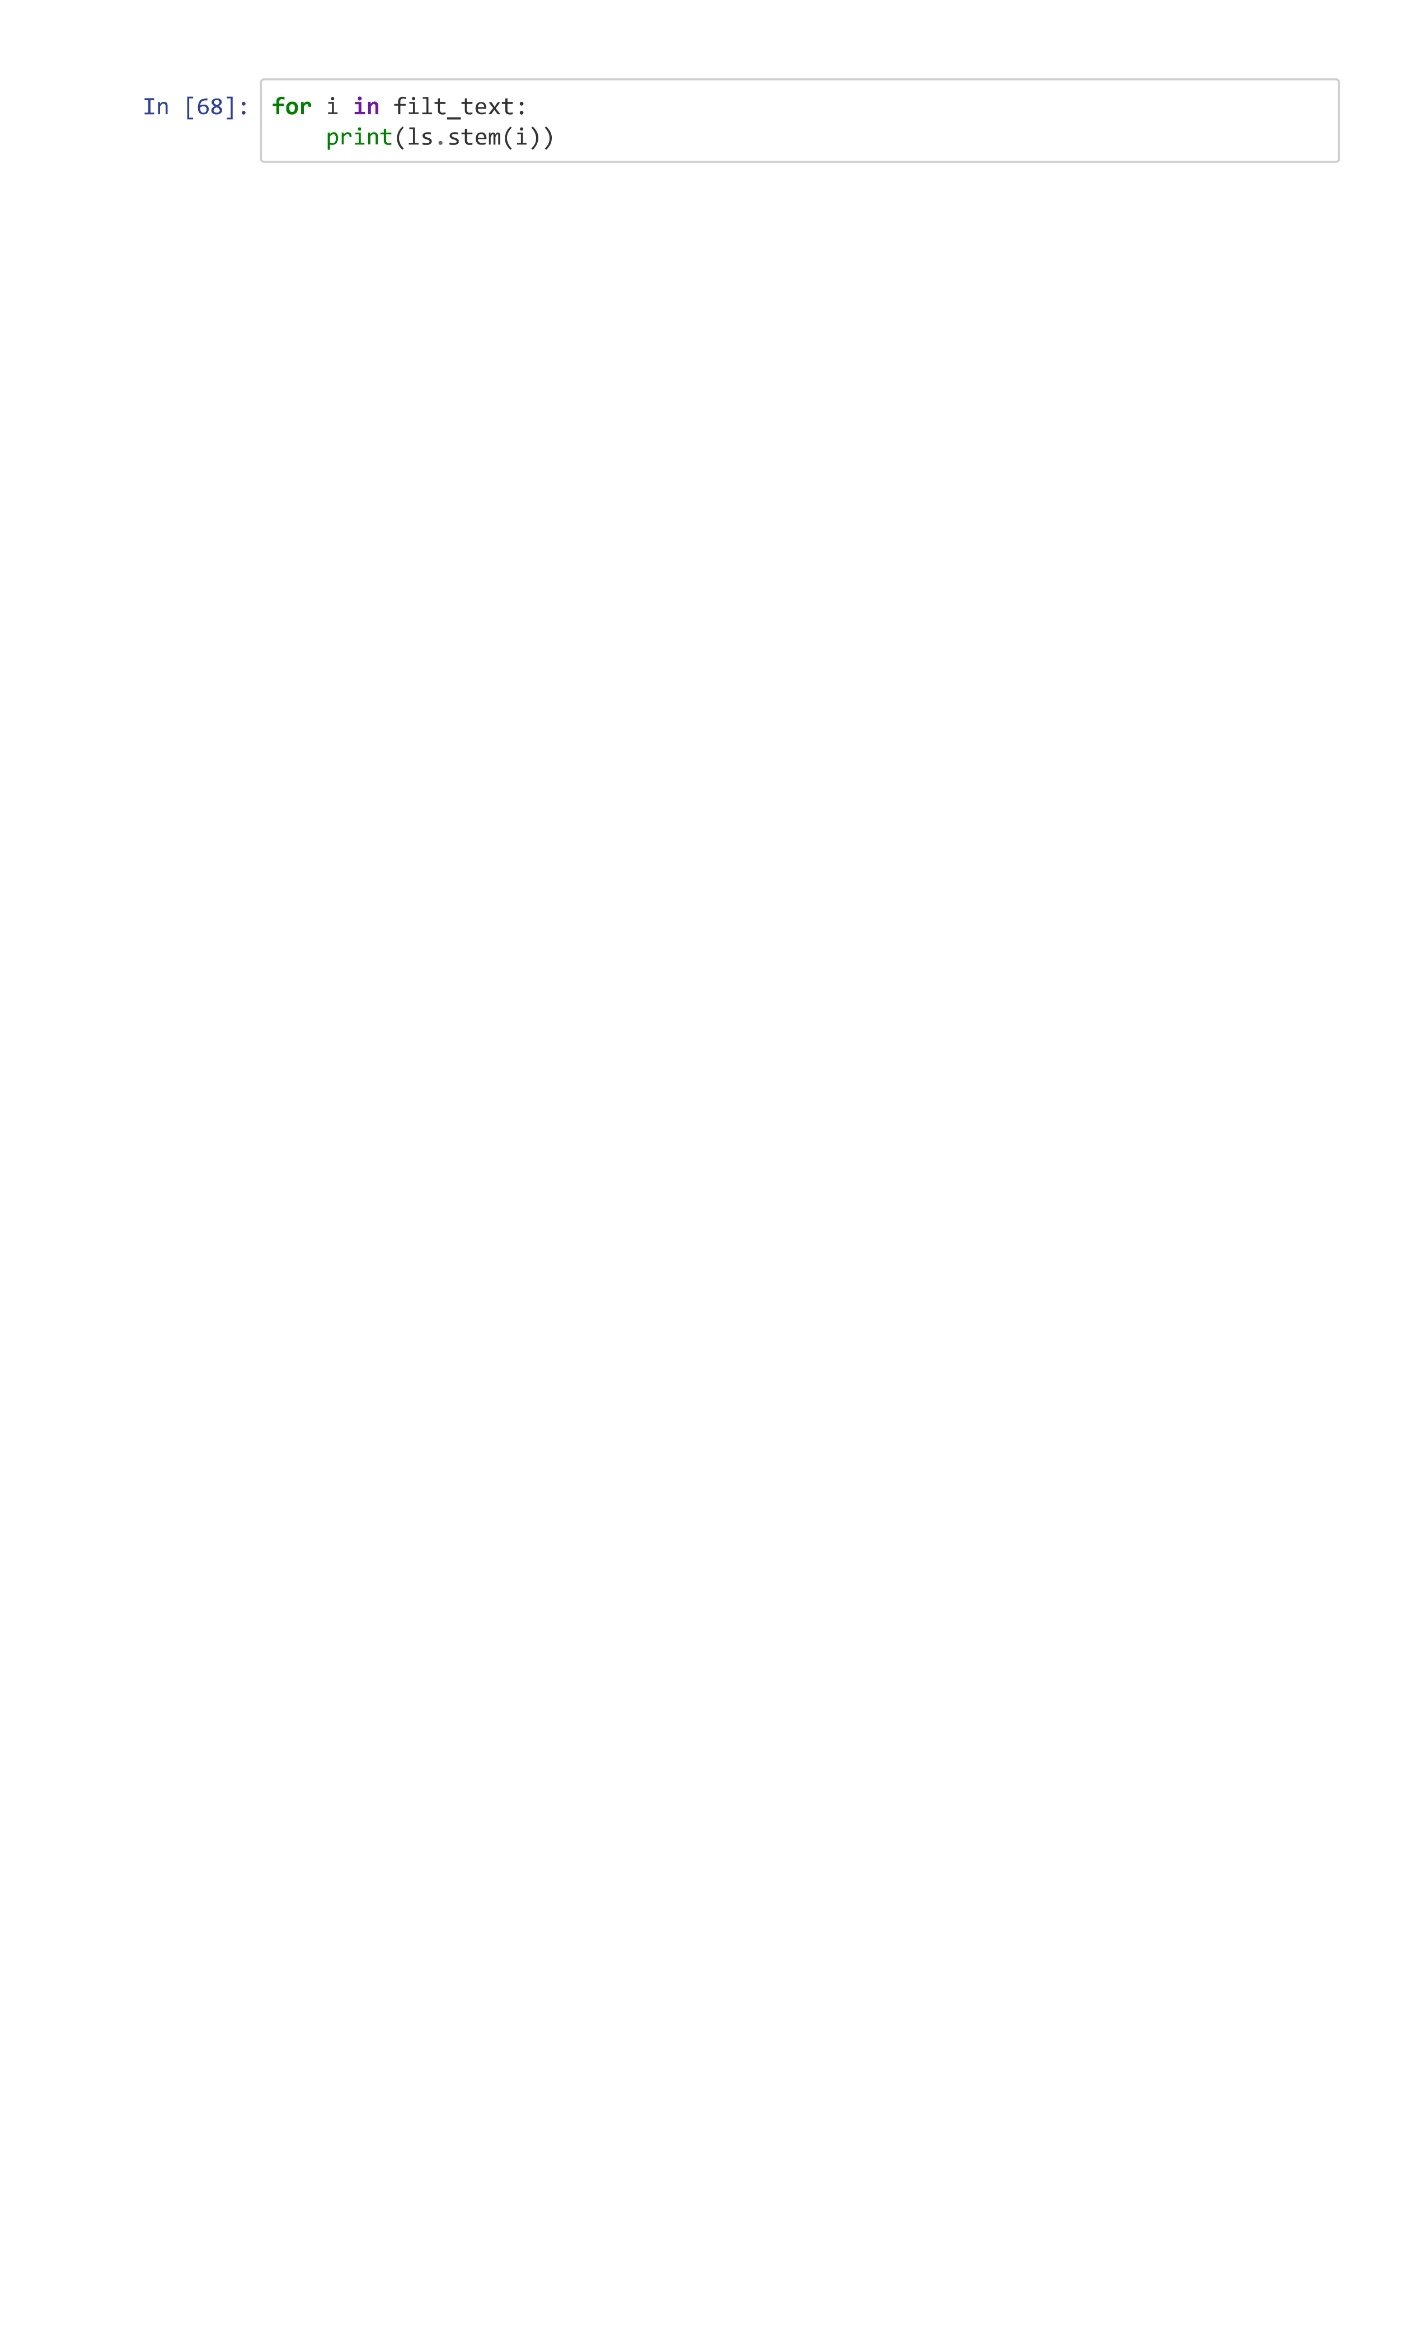 In [68]: for i in filt_text:
    print(ls.stem(i))